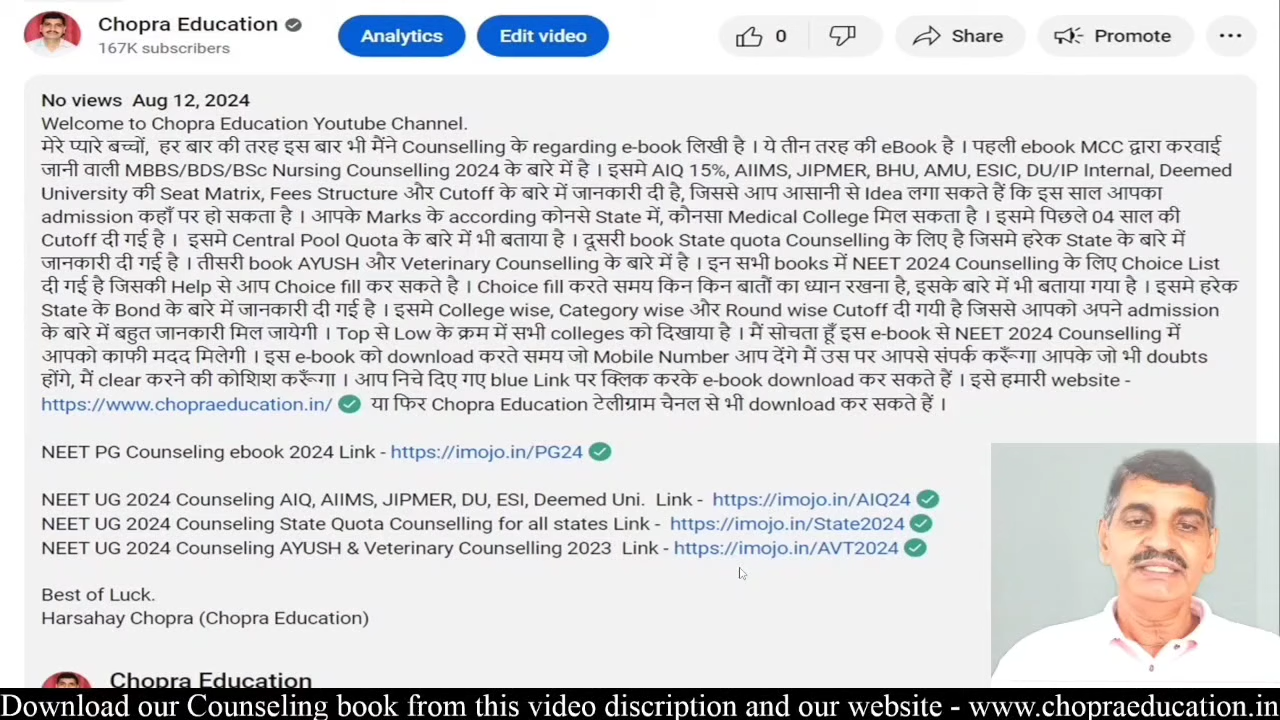 Chopra Education
167K subscribers
Analytics
Edit video
0
Share
Promote
No views Aug 12, 2024
Welcome to Chopra Education Youtube Channel.
मेरे प्यारे बच्चों, हर बार की तरह इस बार भी मैंने Counselling के regarding e-book लिखी है । ये तीन तरह की eBook है । पहली ebook MCC द्वारा करवाई
जानी वाली MBBS/BDS/BSc Nursing Counselling 2024 के बारे में है । इसमे AIQ 15%, AIIMS, JIPMER, BHU, AMU, ESIC, DU/IP Internal, Deemed
University की Seat Matrix, Fees Structure और Cutoff के बारे में जानकारी दी है, जिससे आप आसानी से Idea लगा सकते हैं कि इस साल आपका
admission कहाँ पर हो सकता है । आपके Marks के according कोनसे State में, कौनसा Medical College मिल सकता है । इसमे पिछले 04 साल की
Cutoff दी गई है । इसमे Central Pool Quota के बारे में भी बताया है । दूसरी book State quota Counselling के लिए है जिसमे हरेक State के बारे में
जानकारी दी गई है । तीसरी book AYUSH और Veterinary Counselling के बारे में है । इन सभी books में NEET 2024 Counselling के लिए Choice List
दी गई है जिसकी Help से आप Choice fill कर सकते है । Choice fill करते समय किन किन बातों का ध्यान रखना है, इसके बारे में भी बताया गया है । इसमे हरेक
State के Bond के बारे में जानकारी दी गई है । इसमे College wise, Category wise और Round wise Cutoff दी गयी है जिससे आपको अपने admission
के बारे में बहुत जानकारी मिल जायेगी । Top से Low के क्रम में सभी colleges को दिखाया है । मैं सोचता हूँ इस e-book से NEET 2024 Counselling में
आपको काफी मदद मिलेगी । इस e-book को download करते समय जो Mobile Number आप देंगे मैं उस पर आपसे संपर्क करूँगा आपके जो भी doubts
होंगे, मैं clear करने की कोशिश करूँगा । आप निचे दिए गए blue Link पर क्लिक करके e-book download कर सकते हैं । इसे हमारी website -
https://www.chopraeducation.in/ या फिर Chopra Education टेलीग्राम चैनल से भी download कर सकते हैं ।
NEET PG Counseling ebook 2024 Link - https://imojo.in/PG24
NEET UG 2024 Counseling AIQ, AIIMS, JIPMER, DU, ESI, Deemed Uni. Link - https://imojo.in/AIQ24
NEET UG 2024 Counseling State Quota Counselling for all states Link - https://imojo.in/State2024
NEET UG 2024 Counseling AYUSH & Veterinary Counselling 2023 Link - https://imojo.in/AVT2024
Best of Luck.
Harsahay Chopra (Chopra Education)
Chopra Education
Download our Counseling book from this video discription and our website - www.chopraeducation.in